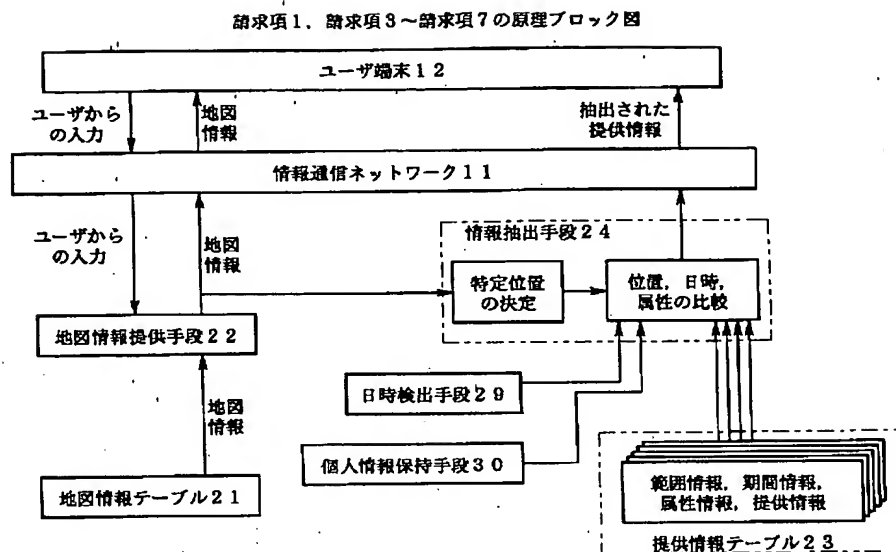 請求項1，請求項3～請求項7の原理ブロック図
ユーザ端末12
ユーザから
の入力
地図
情報
抽出された
提供情報
情報通信ネットワーク11
ユーザから
の入力
地図
情報
情報抽出手段24
特定位置
の決定
位置，日時，
属性の比較
地図情報提供手段22
日時検出手段29
地図
情報
個人情報保持手段30
範囲情報，期間情報，
属性情報，提供情報
地図情報テーブル21
提供情報テーブル23